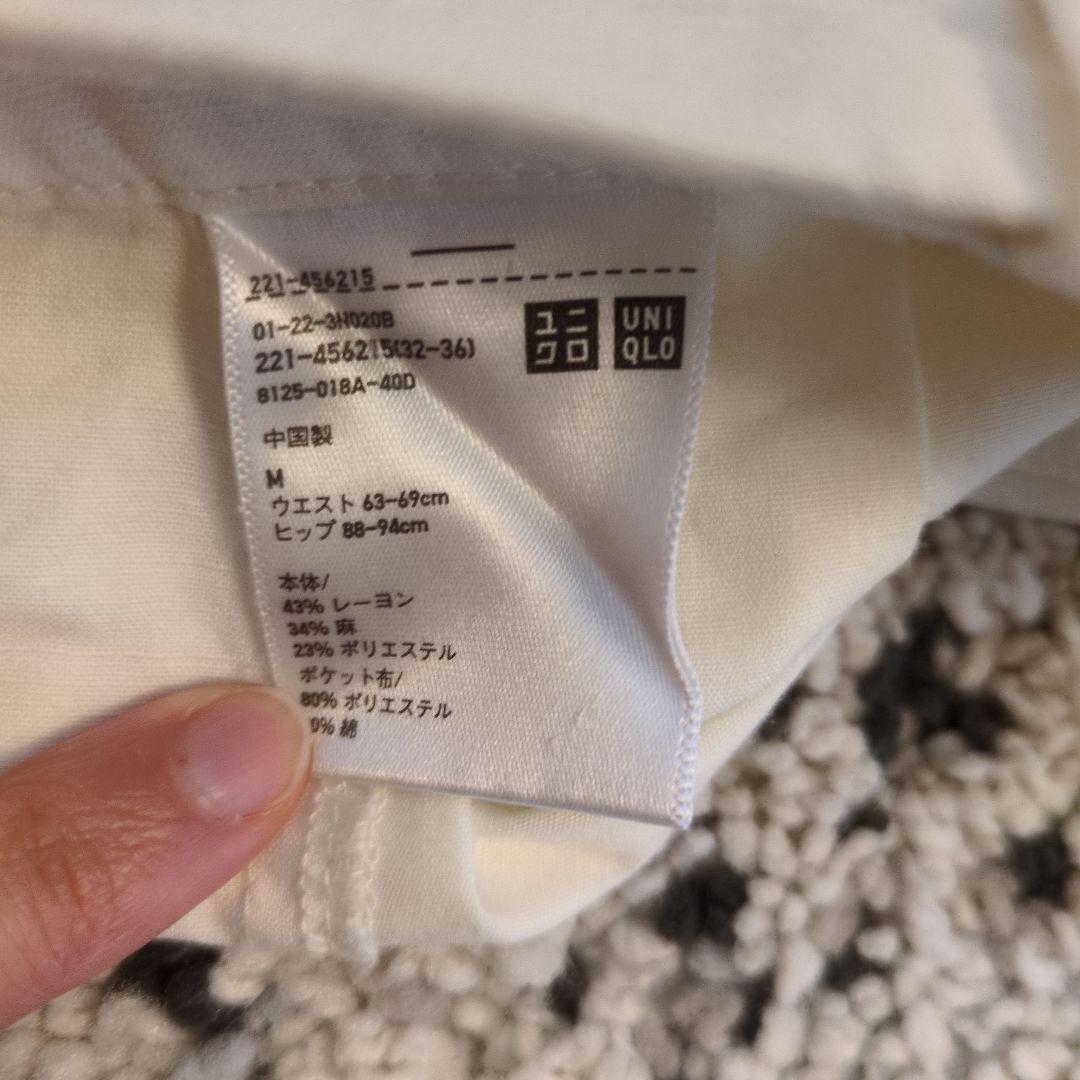 221-456215
01-22-3N020B
221-456215(32-36)
8125-018A-40D
ユニクロ
UNIQLO
中国製
M
ウエスト 63-69cm
ヒップ 88-94cm
本体/
43% レーヨン
34% 麻
23% ポリエステル
ポケット布/
80% ポリエステル
0% 綿